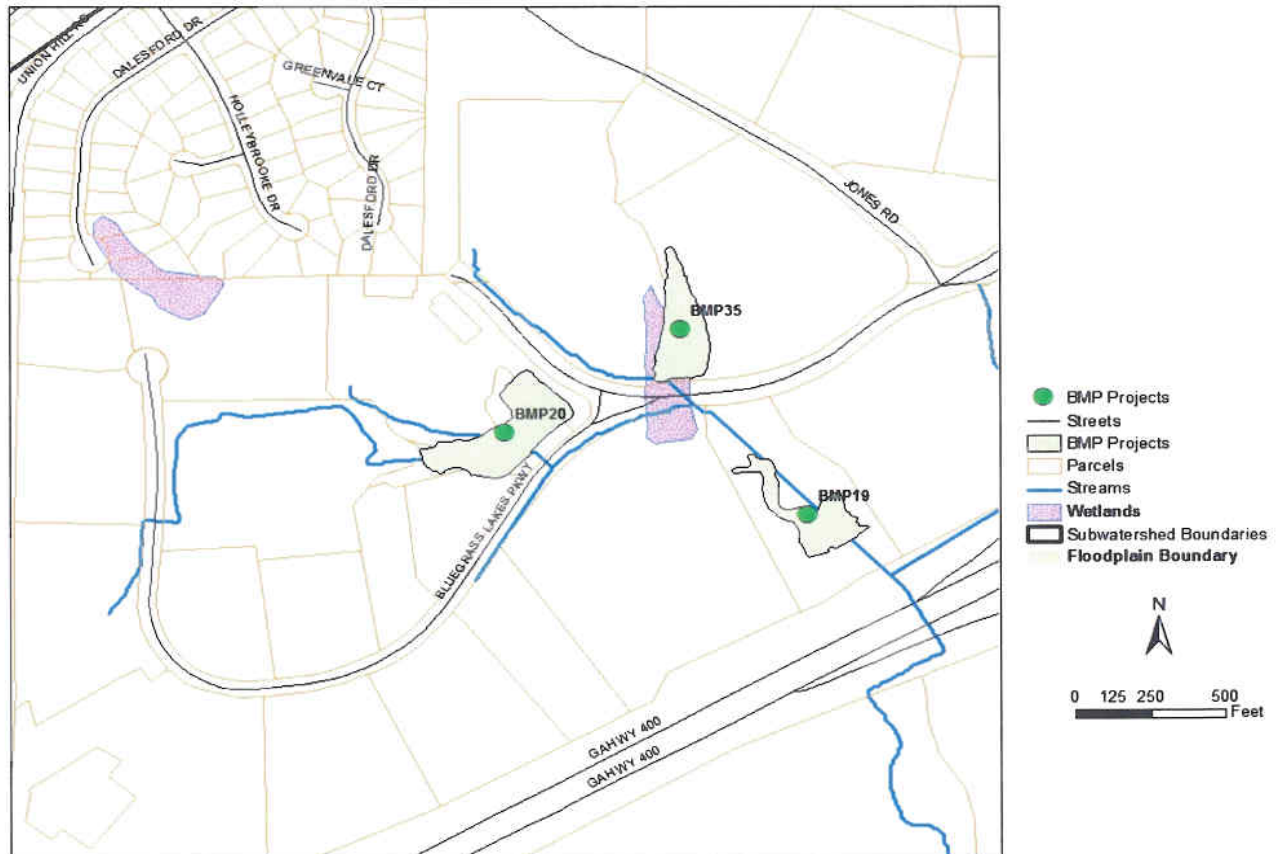 UNION HILL RD
DALESFORD DR
GREENVALE CT
HOLLEYBROOKE DR
DALESFORD DR
JONES RD
BMP35
BMP20
BMP19
BLUEGRASS LAKES PKWY
GAHWY 400
GAHWY 400
BMP Projects
Streets
BMP Projects
Parcels
Streams
Wetlands
Subwatershed Boundaries
Floodplain Boundary
N
0 125 250 500
Feet